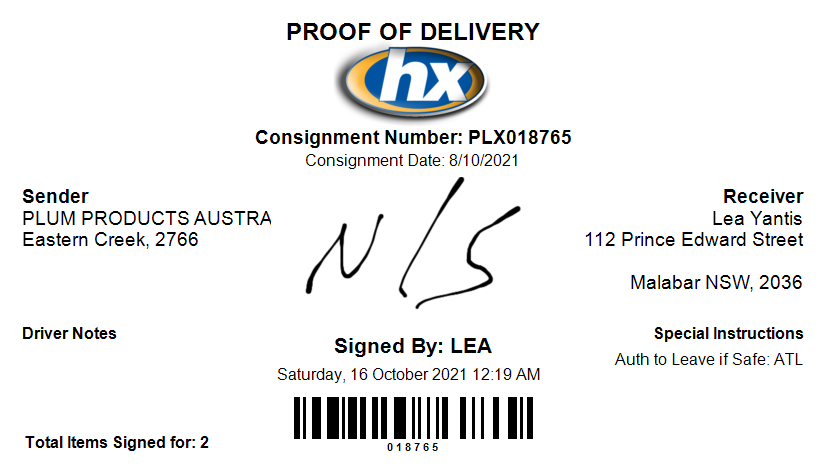 PROOF OF DELIVERY
hx
Consignment Number: PLX018765
Consignment Date: 8/10/2021
Sender
PLUM PRODUCTS AUSTRA
Eastern Creek, 2766
Receiver
Lea Yantis
112 Prince Edward Street
Malabar NSW, 2036
N/S
Driver Notes
Signed By: LEA
Saturday, 16 October 2021 12:19 AM
Special Instructions
Auth to Leave if Safe: ATL
Total Items Signed for: 2
018765